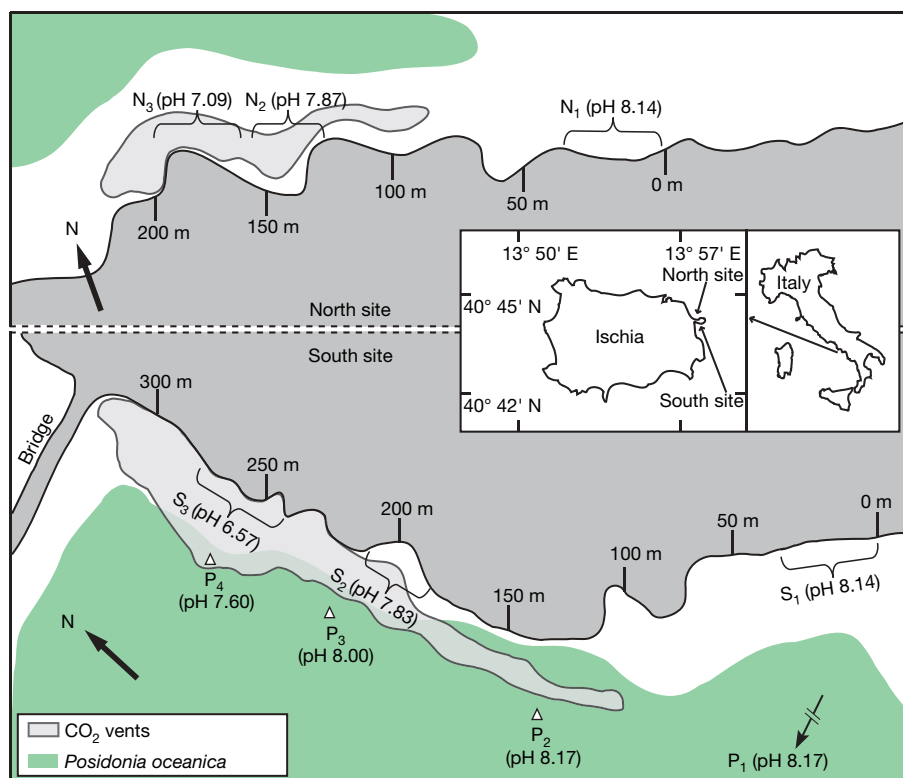 N₃ (pH 7.09) N₂ (pH 7.87)
N₁ (pH 8.14)
0 m
50 m
100 m
150 m
200 m
N
North site
South site
13° 50' E
13° 57' E
North site
40° 45' N
Ischia
South site
40° 42' N
Italy
Bridge
300 m
250 m
200 m
150 m
100 m
50 m
0 m
S₃ (pH 6.57)
S₂ (pH 7.83)
S₁ (pH 8.14)
P₄
(pH 7.60)
P₃
(pH 8.00)
P₂
(pH 8.17)
P₁ (pH 8.17)
N
CO₂ vents
Posidonia oceanica